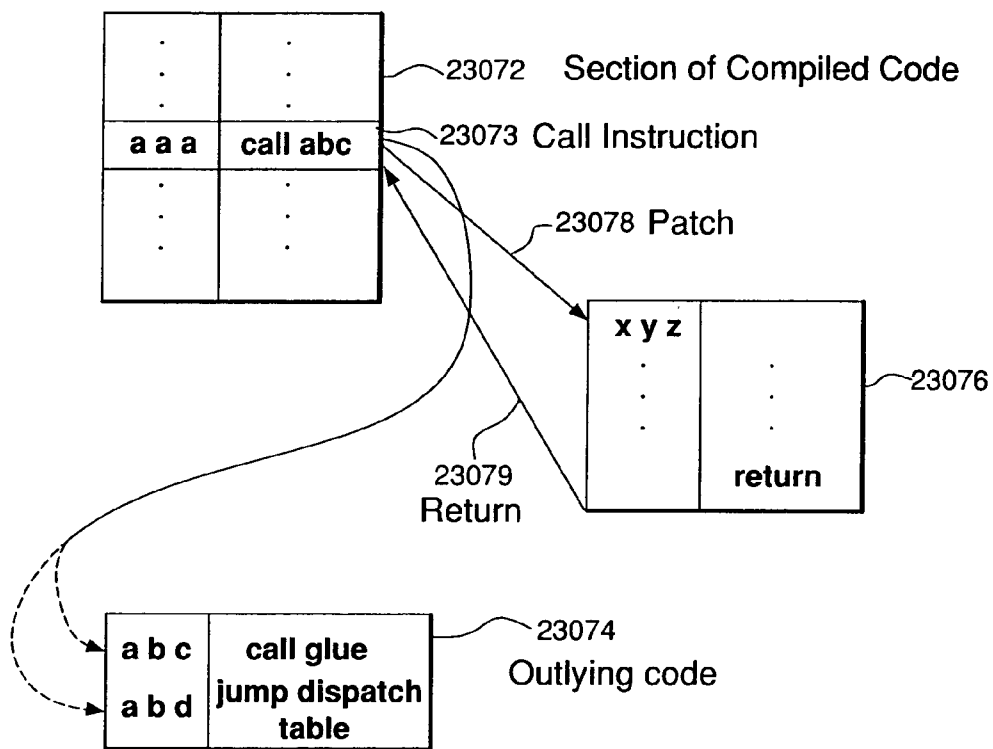 23072 Section of Compiled Code
23073 Call Instruction
a a a call abc
23078 Patch
x y z
23076
return
23079
Return
23074
Outlying code
a b c call glue
a b d jump dispatch
table